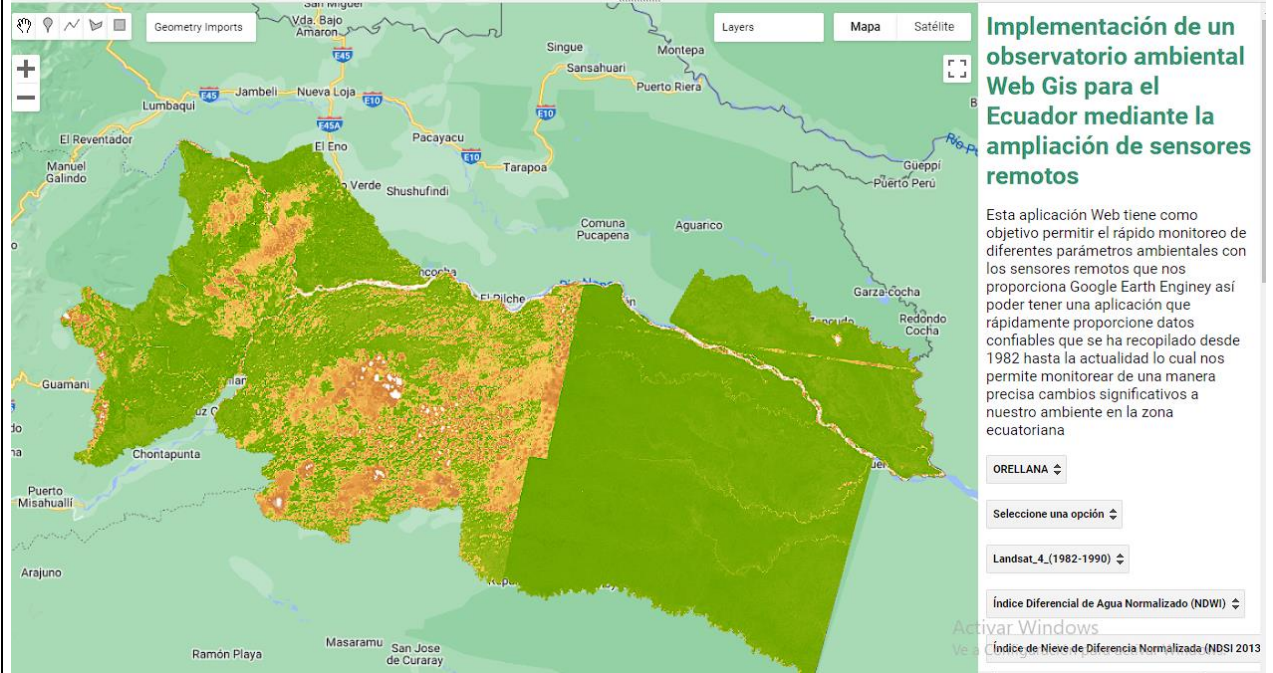 San Miguel
Vda. Bajo
Amaron
Geometry Imports
Layers
Mapa
Satélite
E45
Singue
Montepa
Sansahuari
Puerto Riera
Lumbaqui
E45
Jambeli
Nueva Loja
E10
E10
E45A
El Reventador
El Eno
Pacayacu
E10
Tarapoa
Manuel
Galindo
Verde
Shushufindi
Güeppí
Puerto Perú
Comuna
Pucapena
Aguarico
El Pilche
Garza-cocha
Redondo
Cocha
Guamani
Chontapunta
Puerto
Misahuallí
Arajuno
Masaramu
San Jose
de Curaray
Ramón Playa
Implementación de un
observatorio ambiental
Web Gis para el
Ecuador mediante la
ampliación de sensores
remotos
Esta aplicación Web tiene como
objetivo permitir el rápido monitoreo de
diferentes parámetros ambientales con
los sensores remotos que nos
proporciona Google Earth Enginey así
poder tener una aplicación que
rápidamente proporcione datos
confiables que se ha recopilado desde
1982 hasta la actualidad lo cual nos
permite monitorear de una manera
precisa cambios significativos a
nuestro ambiente en la zona
ecuatoriana
ORELLANA
Seleccione una opción
Landsat_4_(1982-1990)
Índice Diferencial de Agua Normalizado (NDWI)
Activar Windows
Índice de Nieve de Diferencia Normalizada (NDSI 2013